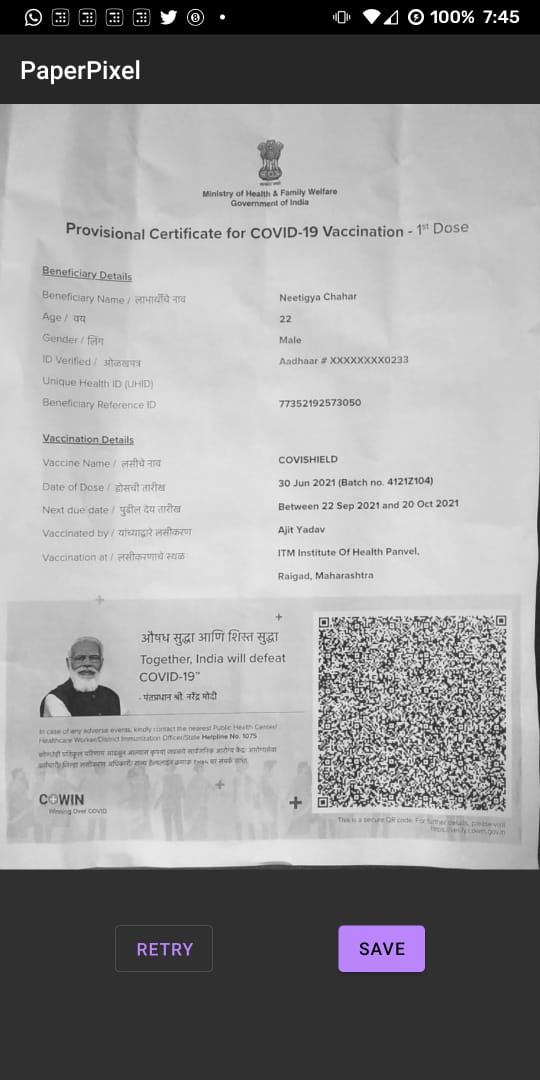 100% 7:45
PaperPixel
Ministry of Health & Family Welfare
Government of India
Provisional Certificate for COVID-19 Vaccination - 1st Dose
Beneficiary Details
Beneficiary Name / लाभार्थीचे नाव Neetigya Chahar
Age / वय 22
Gender / लिंग Male
ID Verified / ओळखपत्र Aadhaar # XXXXXXXX0233
Unique Health ID (UHID)
Beneficiary Reference ID 77352192573050
Vaccination Details
Vaccine Name / लसीचे नाव COVISHIELD
Date of Dose / डोसची तारीख 30 Jun 2021 (Batch no. 4121Z104)
Next due date / पुढील देय तारीख Between 22 Sep 2021 and 20 Oct 2021
Vaccinated by / यांच्याद्वारे लसीकरण Ajit Yadav
Vaccination at / लसीकरणाचे स्थळ ITM Institute Of Health Panvel,
Raigad, Maharashtra
औषध सुद्धा आणि शिस्त सुद्धा
Together, India will defeat
COVID-19”
- पंतप्रधान श्री. नरेंद्र मोदी
In case of any adverse events, kindly contact the nearest Public Health Center/
Healthcare Worker/District Immunization Officer/State Helpline No. 1075
COWIN
Winning Over COVID
This is a secure QR code. For further details, please visit
https://verify.cowin.gov.in
RETRY
SAVE